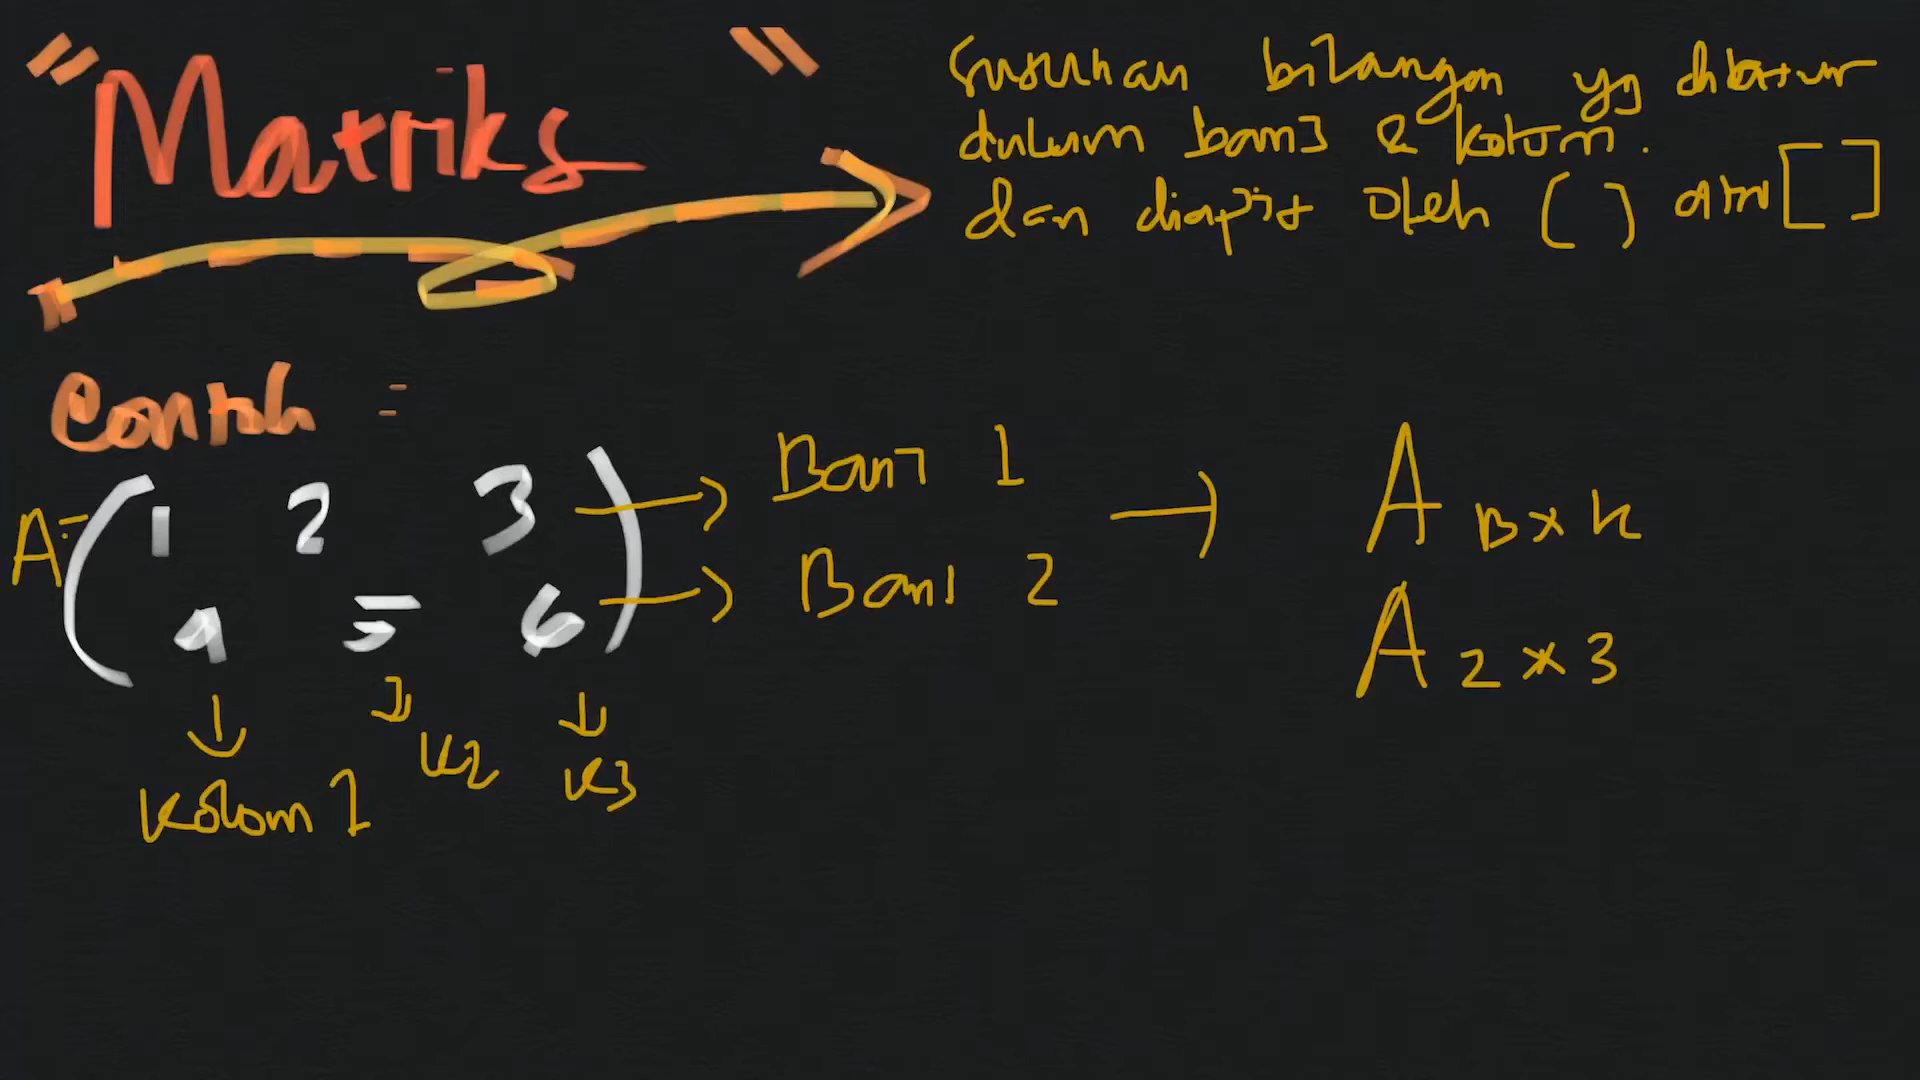 "Matriks"
Susunan bilangan yg diatur
dalam baris & kolom.
dan diapit oleh ( ) atau [ ]
Contoh =
A = ( 1 2 3 ) → Baris 1
4 5 6 → Baris 2
→ A B x K
A 2 x 3
↓ Kolom 1
↓ K2
↓ K3